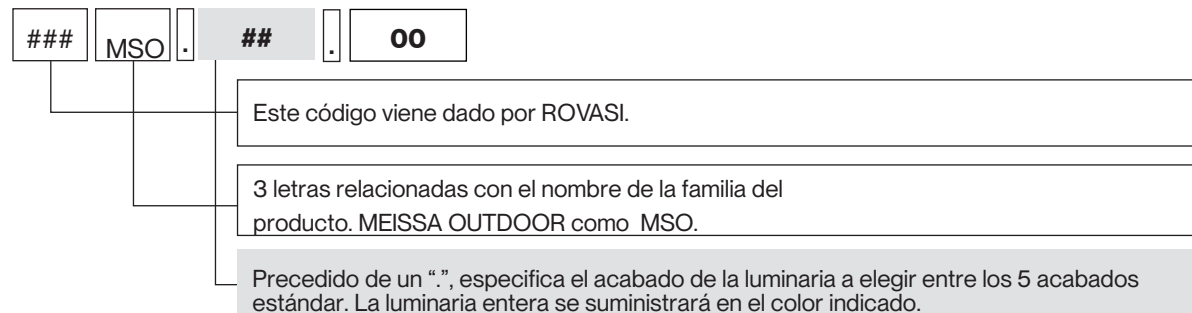 ### MSO . ## . 00
Este código viene dado por ROVASI.
3 letras relacionadas con el nombre de la familia del
producto. MEISSA OUTDOOR como MSO.
Precedido de un “.”, especifica el acabado de la luminaria a elegir entre los 5 acabados
estándar. La luminaria entera se suministrará en el color indicado.